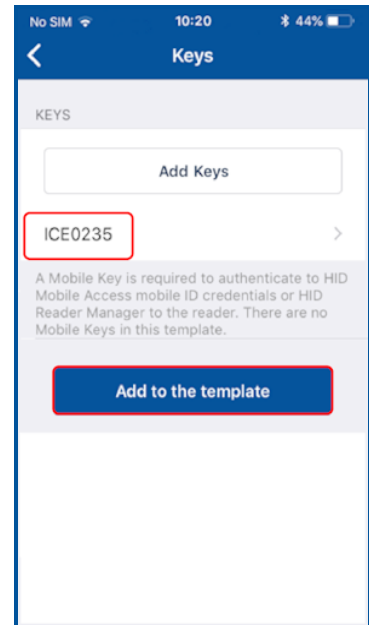 No SIM 10:20 44%
Keys
KEYS
Add Keys
ICE0235
A Mobile Key is required to authenticate to HID
Mobile Access mobile ID credentials or HID
Reader Manager to the reader. There are no
Mobile Keys in this template.
Add to the template